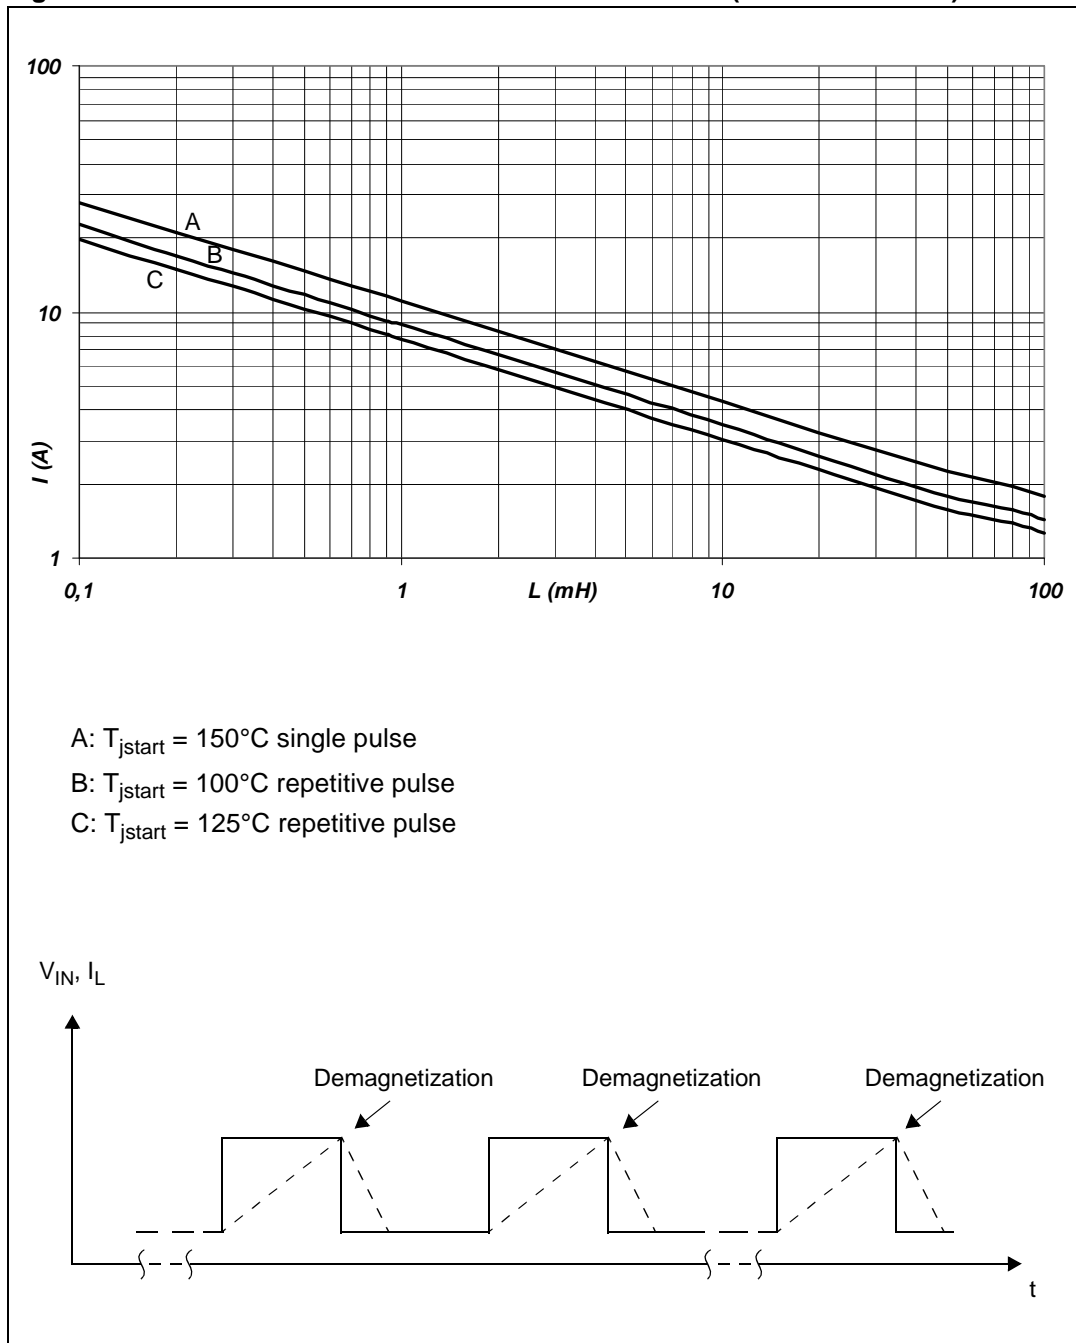 100
A
B
C
10
I (A)
1
0,1 1 L (mH) 10 100
A: Tjstart = 150°C single pulse
B: Tjstart = 100°C repetitive pulse
C: Tjstart = 125°C repetitive pulse
VIN, IL
Demagnetization Demagnetization Demagnetization
t